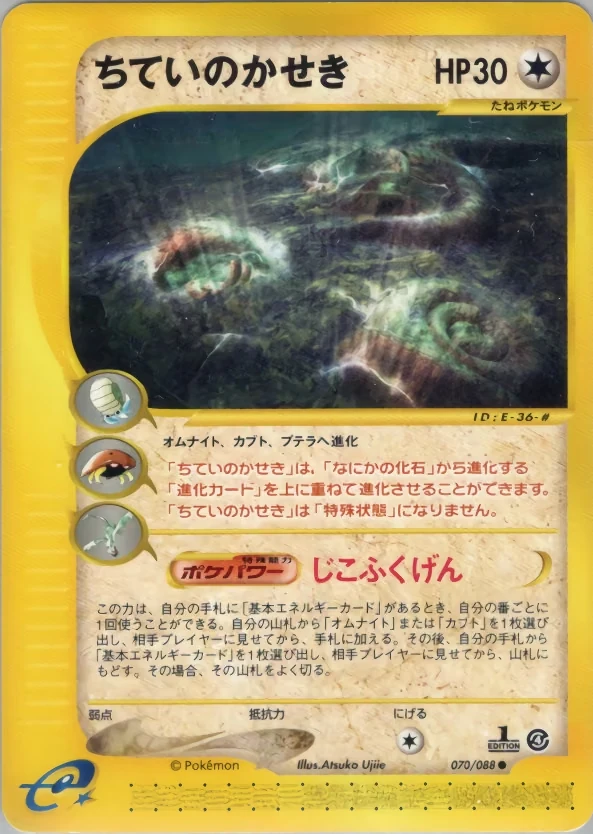 ちていのかせき HP30
たねポケモン
ID:E-36-#
オムナイト、カブト、プテラへ進化
「ちていのかせき」は、「なにかの化石」から進化する
「進化カード」を上に重ねて進化させることができます。
「ちていのかせき」は「特殊状態」になりません。
特殊能力
ポケパワー じこふくげん
この力は、自分の手札に「基本エネルギーカード」があるとき、自分の番ごとに
1回使うことができる。自分の山札から「オムナイト」または「カブト」を1枚選び
出し、相手プレイヤーに見せてから、手札に加える。その後、自分の手札から
「基本エネルギーカード」を1枚選び出し、相手プレイヤーに見せてから、山札に
もどす。その場合、その山札をよく切る。
弱点 抵抗力 にげる
1 EDITION
© Pokémon Illus.Atsuko Ujiie 070/088
e